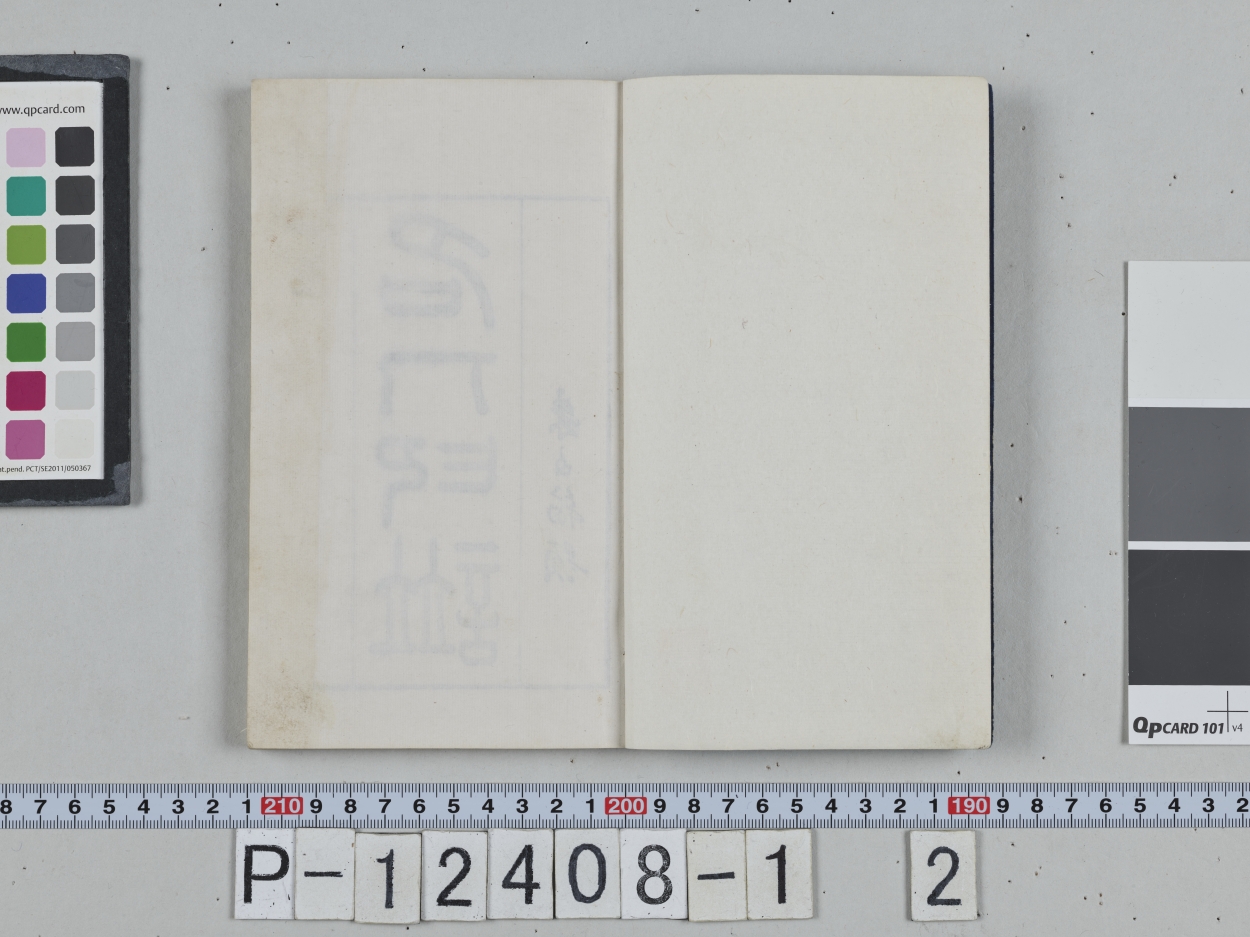 www.qpcard.com
t.pend. PCT/SE2011/050367
QPCARD 101 v4
8 7 6 5 4 3 2 1 210 9 8 7 6 5 4 3 2 1 200 9 8 7 6 5 4 3 2 1 190 9 8 7 6 5 4 3 2
P-12408-1 2